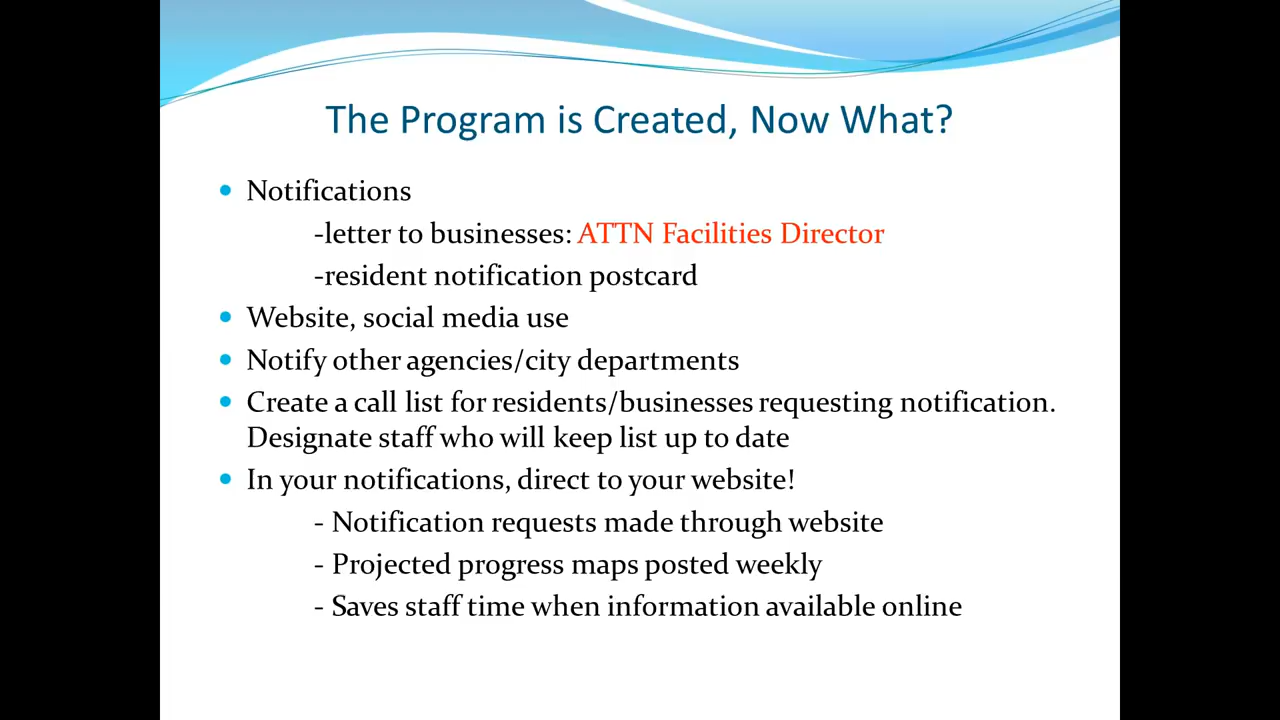 The Program is Created, Now What?
• Notifications
-letter to businesses: ATTN Facilities Director
-resident notification postcard
• Website, social media use
• Notify other agencies/city departments
• Create a call list for residents/businesses requesting notification.
Designate staff who will keep list up to date
• In your notifications, direct to your website!
- Notification requests made through website
- Projected progress maps posted weekly
- Saves staff time when information available online